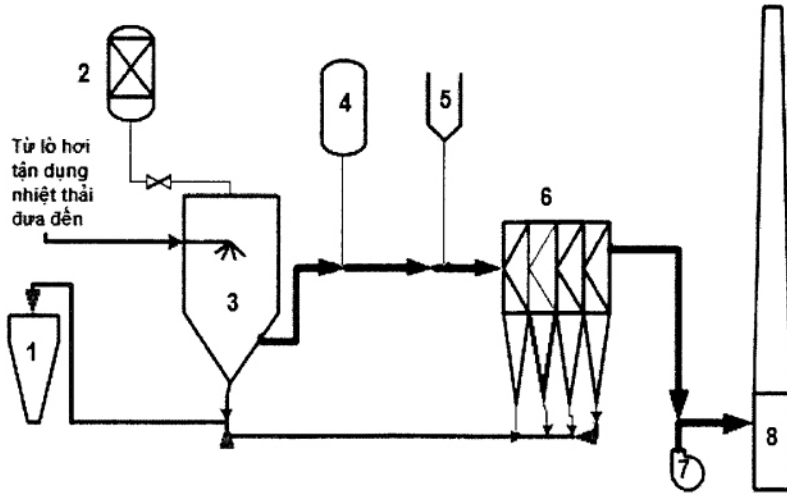 2
4
5
Từ lò hơi
tận dụng
nhiệt thải
đưa đến
6
3
1
7
8